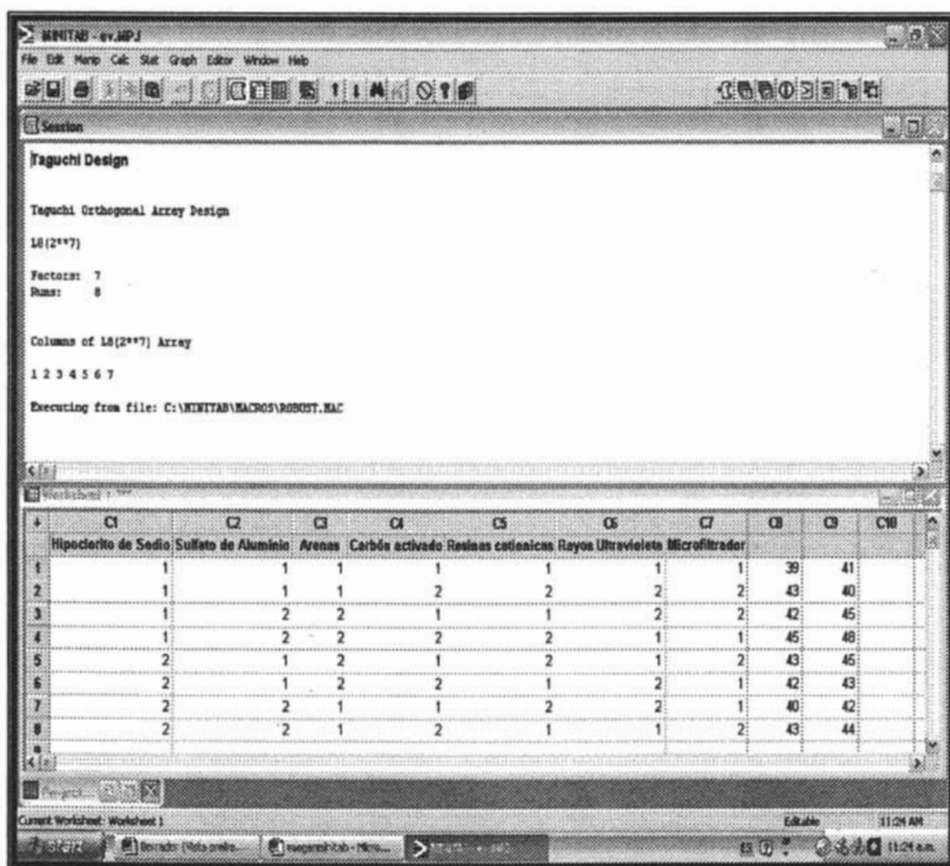 MINITAB - ev.MPJ
File Edit Manip Calc Stat Graph Editor Window Help
Session
Taguchi Design
Taguchi Orthogonal Array Design
L8(2**7)
Factors: 7
Runs: 8
Columns of L8(2**7) Array
1 2 3 4 5 6 7
Executing from file: C:\MINITAB\MACROS\ROBUST.MAC
Worksheet 1 ***
C1 C2 C3 C4 C5 C6 C7 C8 C9 C10
Hipoclorito de Sodio Sulfato de Aluminio Arenas Carbón activado Resinas cationicas Rayos Ultravioleta Microfiltrador
1 1 1 1 1 1 1 1 39 41
2 1 1 1 2 2 2 2 43 40
3 1 2 2 1 1 2 2 42 45
4 1 2 2 2 2 1 1 45 48
5 2 1 2 1 2 1 2 43 45
6 2 1 2 2 1 2 1 42 43
7 2 2 1 1 2 2 1 40 42
8 2 2 1 2 1 1 2 43 44
Current Worksheet: Worksheet 1 Editable 11:24 AM
Borrador ES 11:24 a.m.